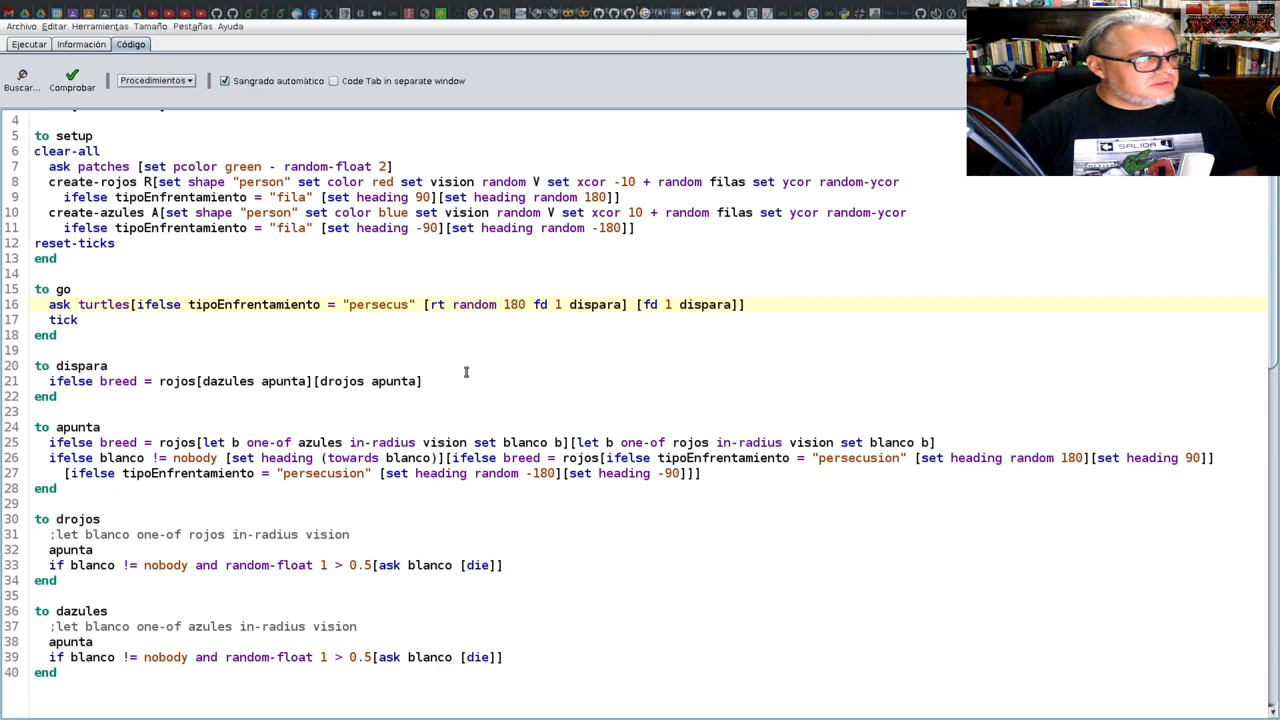 Archivo Editar Herramientas Tamaño Pestañas Ayuda
Ejecutar Información Código
Buscar... Comprobar Procedimientos Sangrado automático Code Tab in separate window
SALIDA
4
5 to setup
6 clear-all
7 ask patches [set pcolor green - random-float 2]
8 create-rojos R[set shape "person" set color red set vision random V set xcor -10 + random filas set ycor random-ycor
9 ifelse tipoEnfrentamiento = "fila" [set heading 90][set heading random 180]]
10 create-azules A[set shape "person" set color blue set vision random V set xcor 10 + random filas set ycor random-ycor
11 ifelse tipoEnfrentamiento = "fila" [set heading -90][set heading random -180]]
12 reset-ticks
13 end
14
15 to go
16 ask turtles[ifelse tipoEnfrentamiento = "persecus" [rt random 180 fd 1 dispara] [fd 1 dispara]]
17 tick
18 end
19
20 to dispara
21 ifelse breed = rojos[dazules apunta][drojos apunta]
22 end
23
24 to apunta
25 ifelse breed = rojos[let b one-of azules in-radius vision set blanco b][let b one-of rojos in-radius vision set blanco b]
26 ifelse blanco != nobody [set heading (towards blanco)][ifelse breed = rojos[ifelse tipoEnfrentamiento = "persecusion" [set heading random 180][set heading 90]]
27 [ifelse tipoEnfrentamiento = "persecusion" [set heading random -180][set heading -90]]]
28 end
29
30 to drojos
31 ;let blanco one-of rojos in-radius vision
32 apunta
33 if blanco != nobody and random-float 1 > 0.5[ask blanco [die]]
34 end
35
36 to dazules
37 ;let blanco one-of azules in-radius vision
38 apunta
39 if blanco != nobody and random-float 1 > 0.5[ask blanco [die]]
40 end